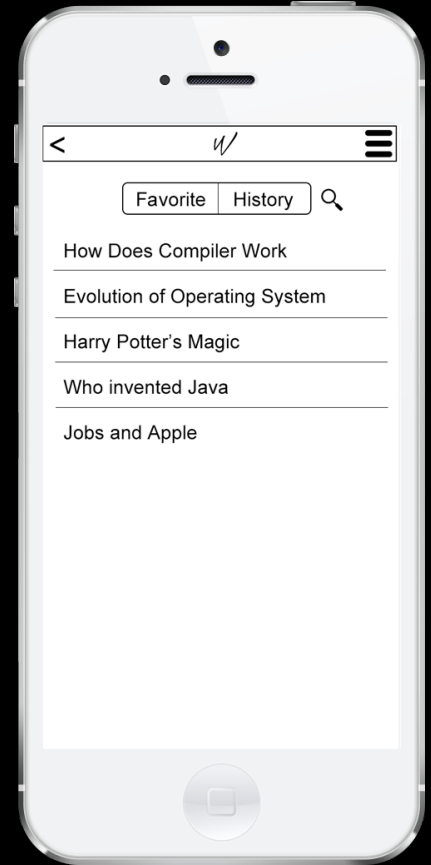 < W
Favorite History
How Does Compiler Work
Evolution of Operating System
Harry Potter's Magic
Who invented Java
Jobs and Apple